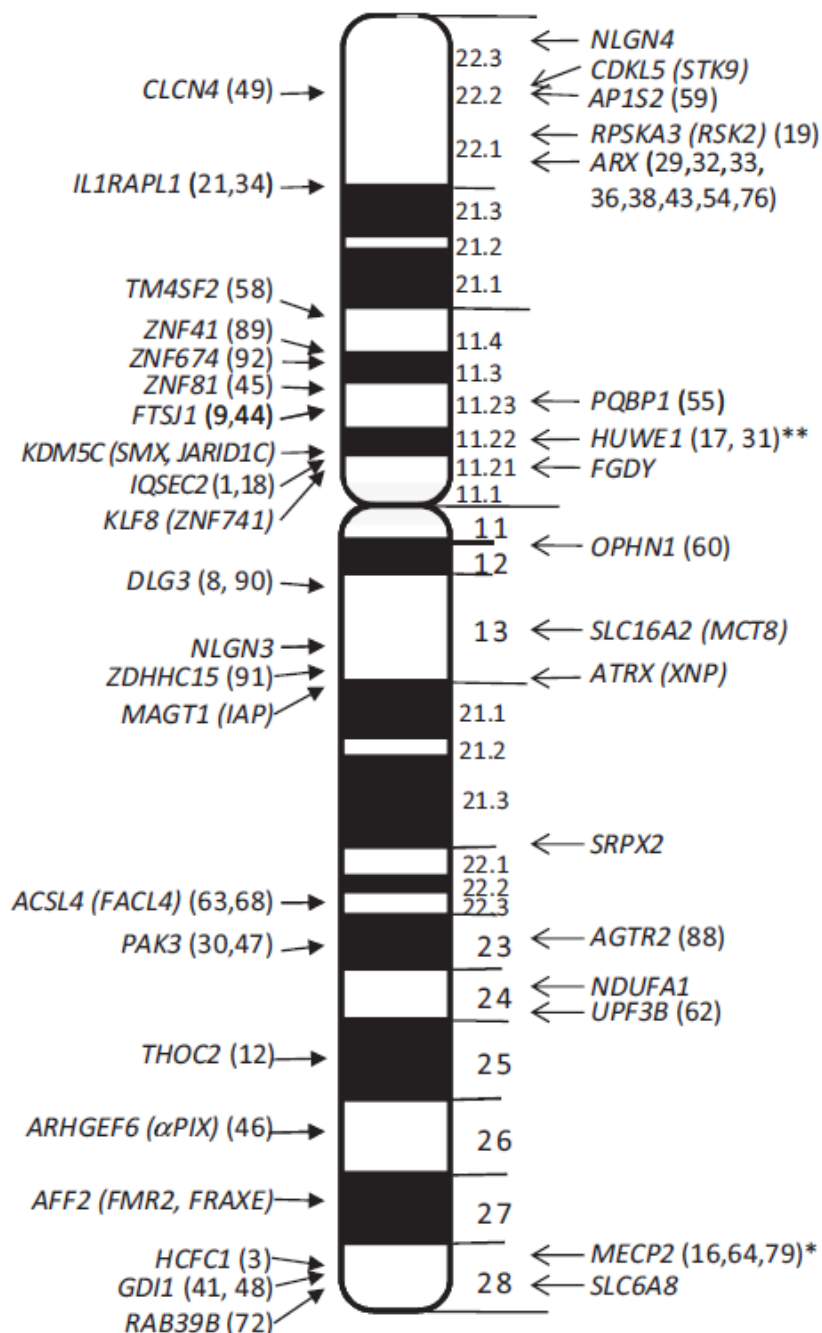 CLCN4 (49)
IL1RAPL1 (21,34)
TM4SF2 (58)
ZNF41 (89)
ZNF674 (92)
ZNF81 (45)
FTSJ1 (9,44)
KDM5C (SMX, JARID1C)
IQSEC2 (1,18)
KLF8 (ZNF741)
DLG3 (8, 90)
NLGN3
ZDHHC15 (91)
MAGT1 (IAP)
ACSL4 (FACL4) (63,68)
PAK3 (30,47)
THOC2 (12)
ARHGEF6 (αPIX) (46)
AFF2 (FMR2, FRAXE)
HCFC1 (3)
GDI1 (41, 48)
RAB39B (72)
22.3
22.2
22.1
21.3
21.2
21.1
11.4
11.3
11.23
11.22
11.21
11.1
11
12
13
21.1
21.2
21.3
22.1
22.2
22.3
23
24
25
26
27
28
NLGN4
CDKL5 (STK9)
AP1S2 (59)
RPSKA3 (RSK2) (19)
ARX (29,32,33,
36,38,43,54,76)
PQBP1 (55)
HUWE1 (17, 31)**
FGDY
OPHN1 (60)
SLC16A2 (MCT8)
ATRX (XNP)
SRPX2
AGTR2 (88)
NDUFA1
UPF3B (62)
MECP2 (16,64,79)*
SLC6A8